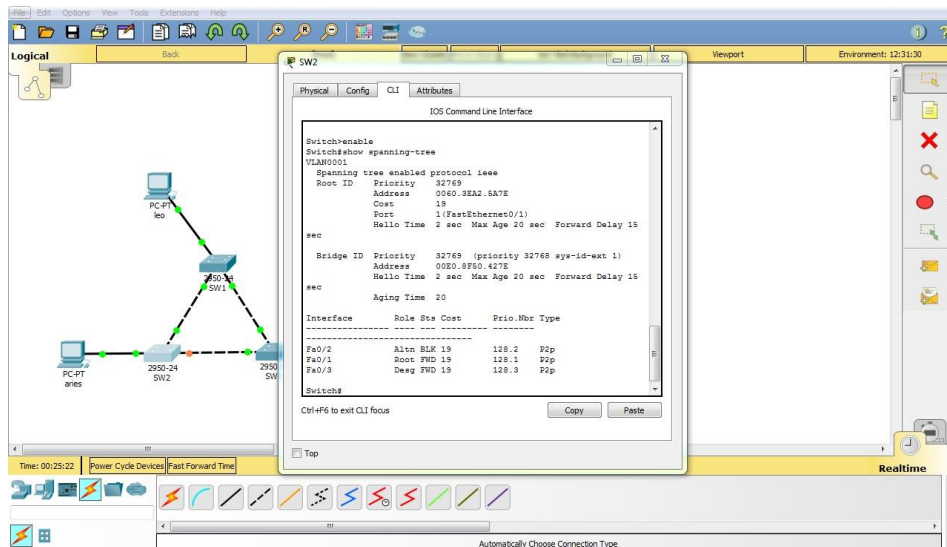 File Edit Options View Tools Extensions Help
Logical
Back
Viewport
Environment: 12:31:30
SW2
Physical Config CLI Attributes
IOS Command Line Interface
Switch>enable
Switch#show spanning-tree
VLAN0001
Spanning tree enabled protocol ieee
Root ID Priority 32769
Address 0060.3EA2.5A7E
Cost 19
Port 1(FastEthernet0/1)
Hello Time 2 sec Max Age 20 sec Forward Delay 15
sec
Bridge ID Priority 32769 (priority 32768 sys-id-ext 1)
Address 00E0.8F50.427E
Hello Time 2 sec Max Age 20 sec Forward Delay 15
sec
Aging Time 20
Interface Role Sts Cost Prio.Nbr Type
---------------- ---- --- --------- --------
--------------------------------
Fa0/2 Altn BLK 19 128.2 P2p
Fa0/1 Root FWD 19 128.1 P2p
Fa0/3 Desg FWD 19 128.3 P2p
Switch#
Ctrl+F6 to exit CLI focus
Copy
Paste
Top
PC-PT
leo
2950-24
SW1
PC-PT
aries
2950-24
SW2
2950
SW
Time: 00:25:22
Power Cycle Devices
Fast Forward Time
Realtime
Automatically Choose Connection Type